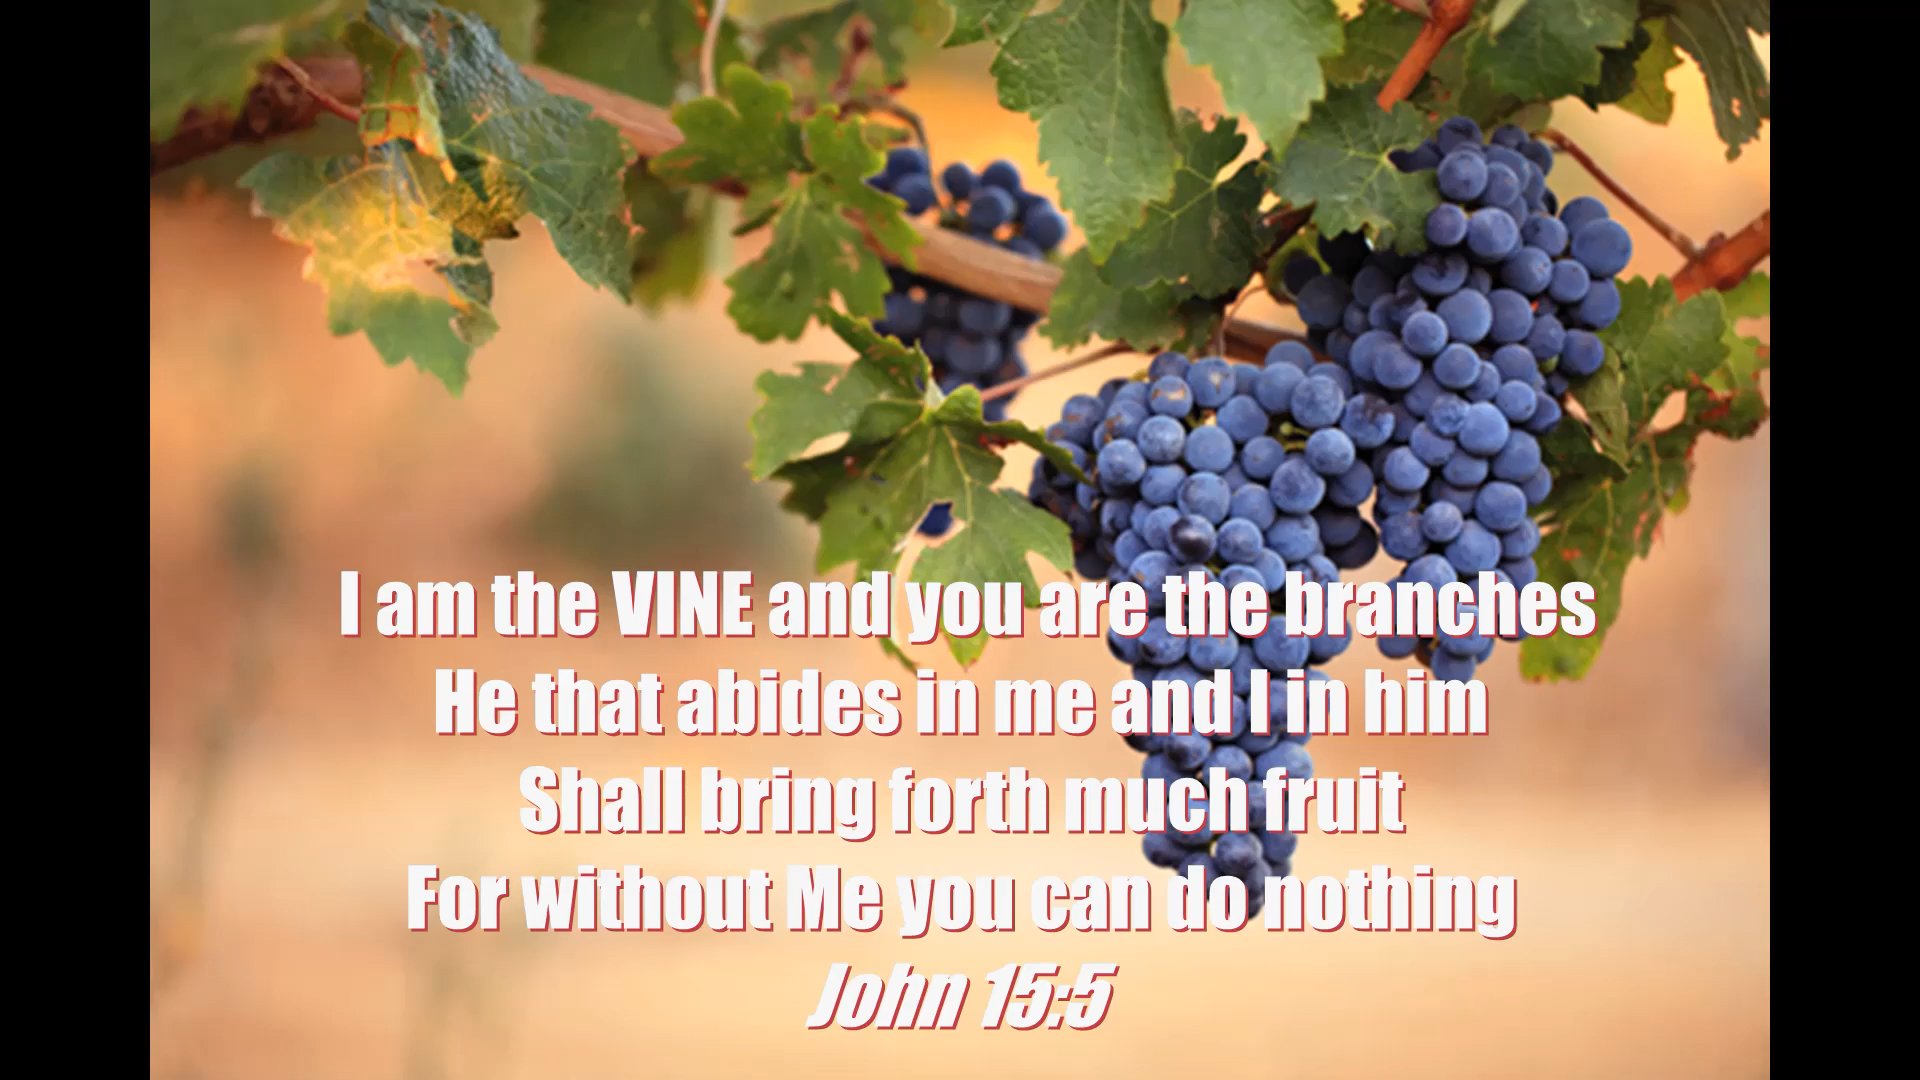 I am the VINE and you are the branches
He that abides in me and I in him
Shall bring forth much fruit
For without Me you can do nothing
John 15:5